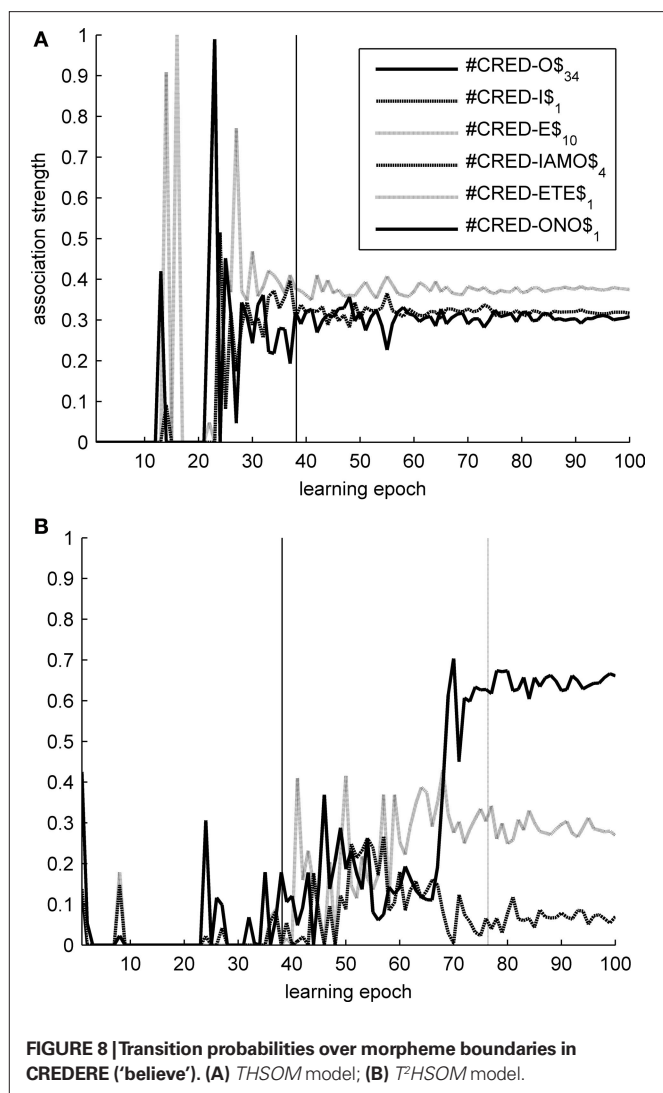 A
1
0.9
0.8
0.7
0.6
0.5
0.4
0.3
0.2
0.1
0
association strength
#CRED-O$34
#CRED-I$1
#CRED-E$10
#CRED-IAMO$4
#CRED-ETE$1
#CRED-ONO$1
10 20 30 40 50 60 70 80 90 100
learning epoch
B
1
0.9
0.8
0.7
0.6
0.5
0.4
0.3
0.2
0.1
0
10 20 30 40 50 60 70 80 90 100
learning epoch
FIGURE 8 | Transition probabilities over morpheme boundaries in
CREDERE (‘believe’). (A) THSOM model; (B) T²HSOM model.